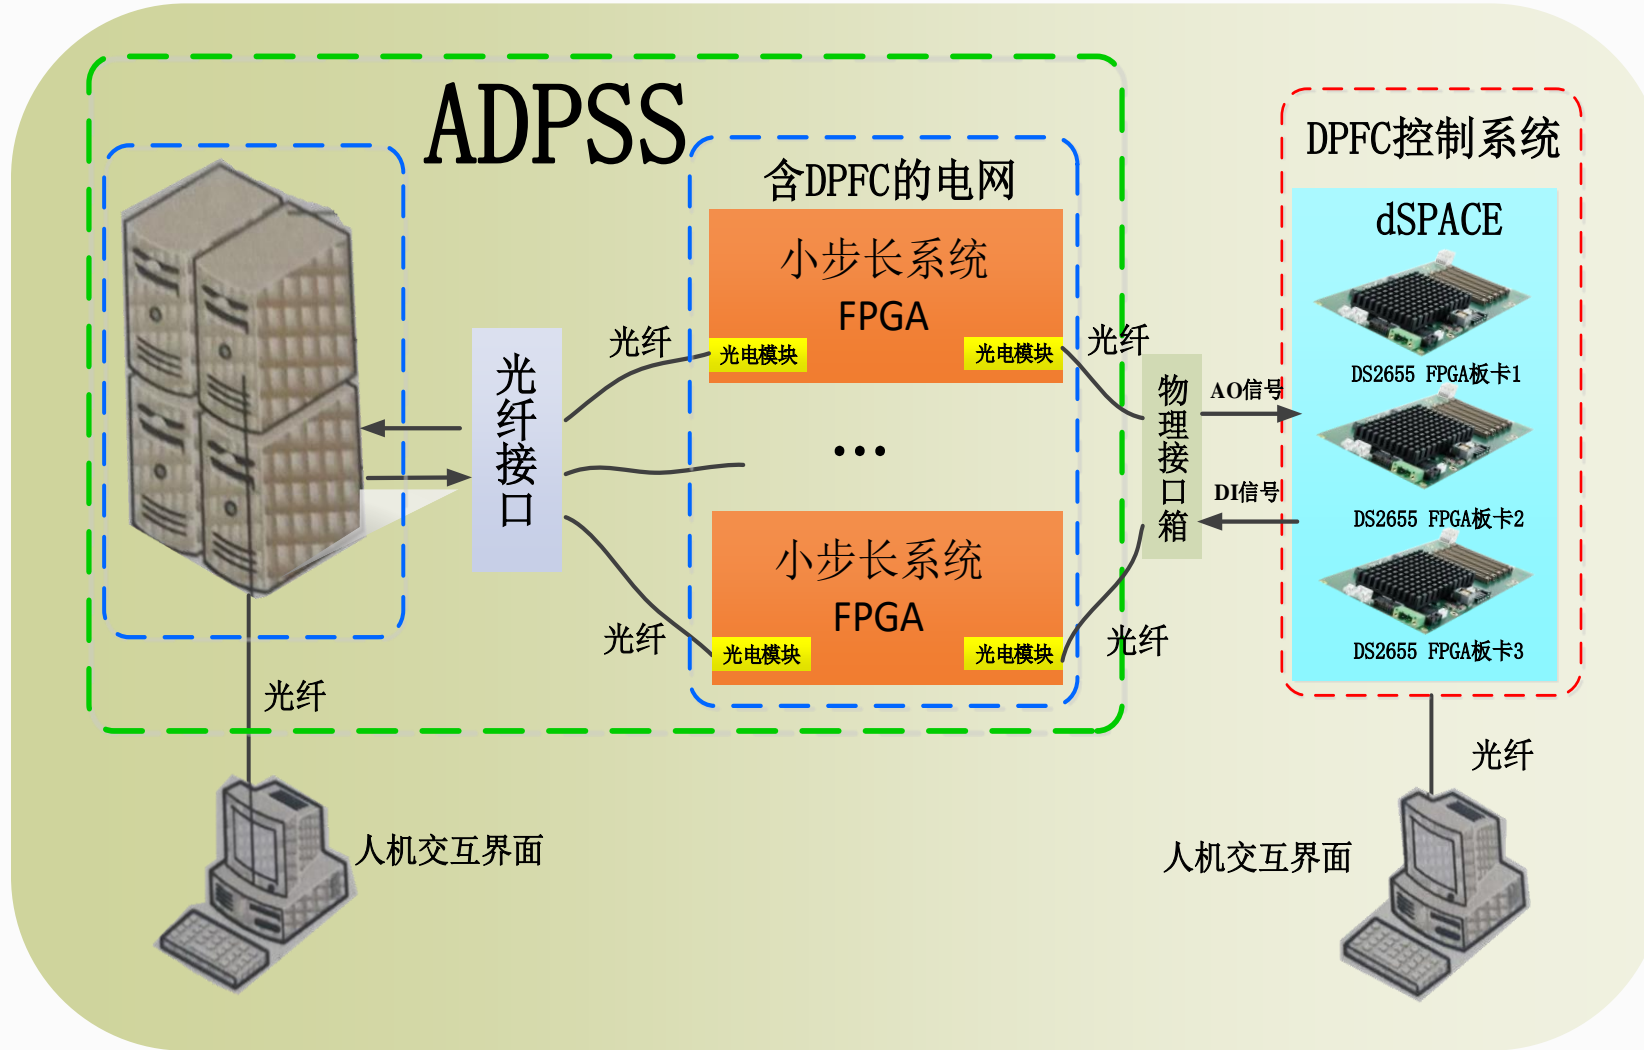 ADPSS
含DPFC的电网
小步长系统
FPGA
光电模块
光电模块
小步长系统
FPGA
光电模块
光电模块
光纤接口
光纤
光纤
光纤
光纤
物理接口箱
AO信号
DI信号
DPFC控制系统
dSPACE
DS2655 FPGA板卡1
DS2655 FPGA板卡2
DS2655 FPGA板卡3
光纤
人机交互界面
光纤
人机交互界面